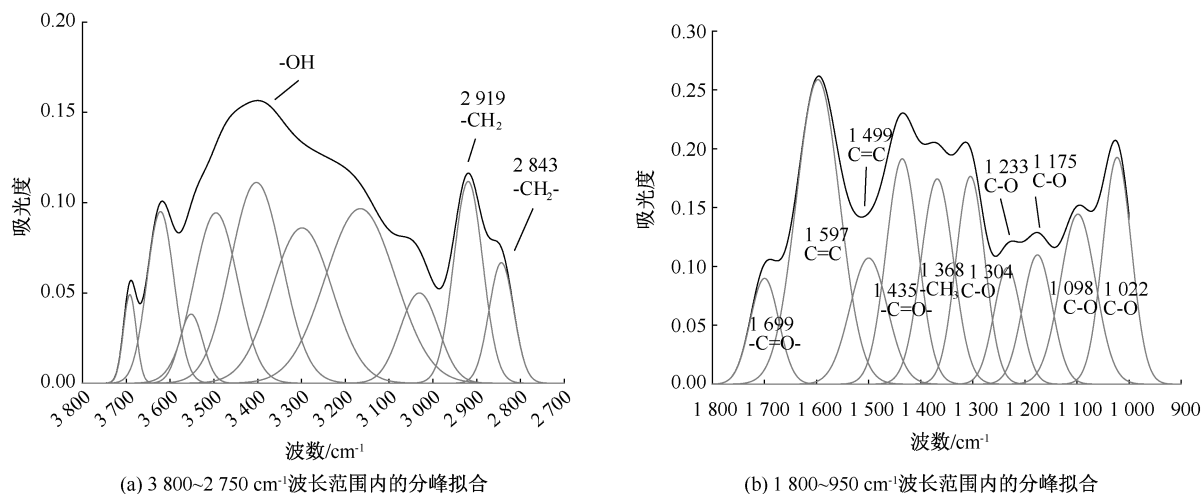 0.20
0.15
0.10
0.05
0.00
吸光度
-OH
2 919
-CH2
2 843
-CH2-
3 800
3 700
3 600
3 500
3 400
3 300
3 200
3 100
3 000
2 900
2 800
2 700
波数/cm-1
(a) 3 800~2 750 cm-1波长范围内的分峰拟合
0.30
0.25
0.20
0.15
0.10
0.05
0.00
吸光度
1 499
C=C
1 233
C-O
1 175
C-O
1 597
C=C
1 435
-C=O-
1 368
-CH3
1 304
C-O
1 098
C-O
1 022
C-O
1 699
-C=O-
1 800 1 700 1 600 1 500 1 400 1 300 1 200 1 100 1 000 900
波数/cm-1
(b) 1 800~950 cm-1波长范围内的分峰拟合